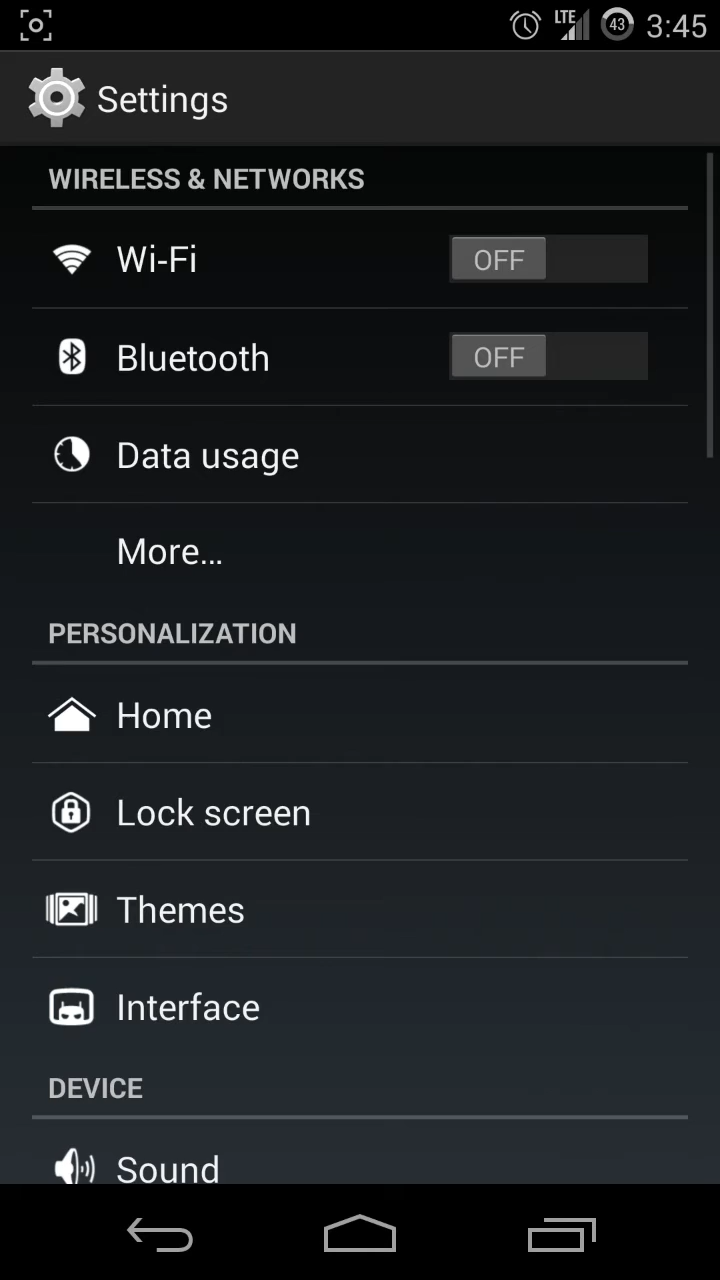 LTE 43 3:45
Settings
WIRELESS & NETWORKS
Wi-Fi OFF
Bluetooth OFF
Data usage
More...
PERSONALIZATION
Home
Lock screen
Themes
Interface
DEVICE
Sound